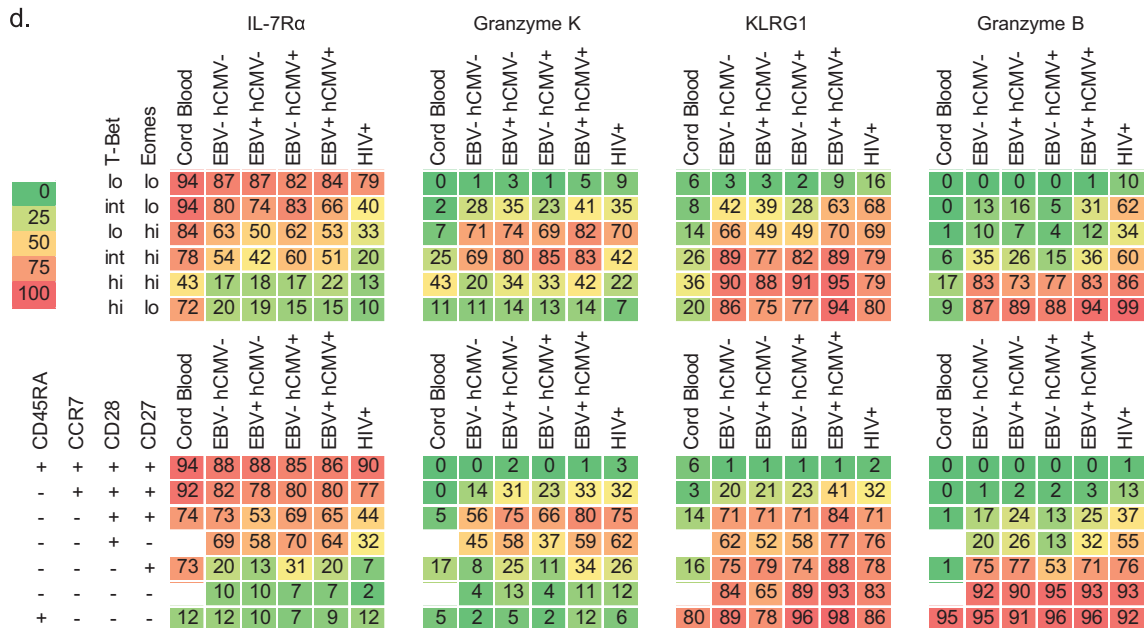 d.
IL-7Rα Granzyme K KLRG1 Granzyme B
T-Bet Eomes Cord Blood EBV- hCMV- EBV+ hCMV- EBV- hCMV+ EBV+ hCMV+ HIV+ Cord Blood EBV- hCMV- EBV+ hCMV- EBV- hCMV+ EBV+ hCMV+ HIV+ Cord Blood EBV- hCMV- EBV+ hCMV- EBV- hCMV+ EBV+ hCMV+ HIV+ Cord Blood EBV- hCMV- EBV+ hCMV- EBV- hCMV+ EBV+ hCMV+ HIV+
lo lo 94 87 87 82 84 79 0 1 3 1 5 9 6 3 3 2 9 16 0 0 0 0 1 10
0 int lo 94 80 74 83 66 40 2 28 35 23 41 35 8 42 39 28 63 68 0 13 16 5 31 62
25 lo hi 84 63 50 62 53 33 7 71 74 69 82 70 14 66 49 49 70 69 1 10 7 4 12 34
50 int hi 78 54 42 60 51 20 25 69 80 85 83 42 26 89 77 82 89 79 6 35 26 15 36 60
75 hi hi 43 17 18 17 22 13 43 20 34 33 42 22 36 90 88 91 95 79 17 83 73 77 83 86
100 hi lo 72 20 19 15 15 10 11 11 14 13 14 7 20 86 75 77 94 80 9 87 89 88 94 99
CD45RA CCR7 CD28 CD27 Cord Blood EBV- hCMV- EBV+ hCMV- EBV- hCMV+ EBV+ hCMV+ HIV+ Cord Blood EBV- hCMV- EBV+ hCMV- EBV- hCMV+ EBV+ hCMV+ HIV+ Cord Blood EBV- hCMV- EBV+ hCMV- EBV- hCMV+ EBV+ hCMV+ HIV+ Cord Blood EBV- hCMV- EBV+ hCMV- EBV- hCMV+ EBV+ hCMV+ HIV+
+ + + + 94 88 88 85 86 90 0 0 2 0 1 3 6 1 1 1 1 2 0 0 0 0 0 1
- + + + 92 82 78 80 80 77 0 14 31 23 33 32 3 20 21 23 41 32 0 1 2 2 3 13
- - + + 74 73 53 69 65 44 5 56 75 66 80 75 14 71 71 71 84 71 1 17 24 13 25 37
- - + - 69 58 70 64 32 45 58 37 59 62 62 52 58 77 76 20 26 13 32 55
- - - + 73 20 13 31 20 7 17 8 25 11 34 26 16 75 79 74 88 78 1 75 77 53 71 76
- - - - 10 10 7 7 2 4 13 4 11 12 84 65 89 93 83 92 90 95 93 93
+ - - - 12 12 10 7 9 12 5 2 5 2 12 6 80 89 78 96 98 86 95 95 91 96 96 92